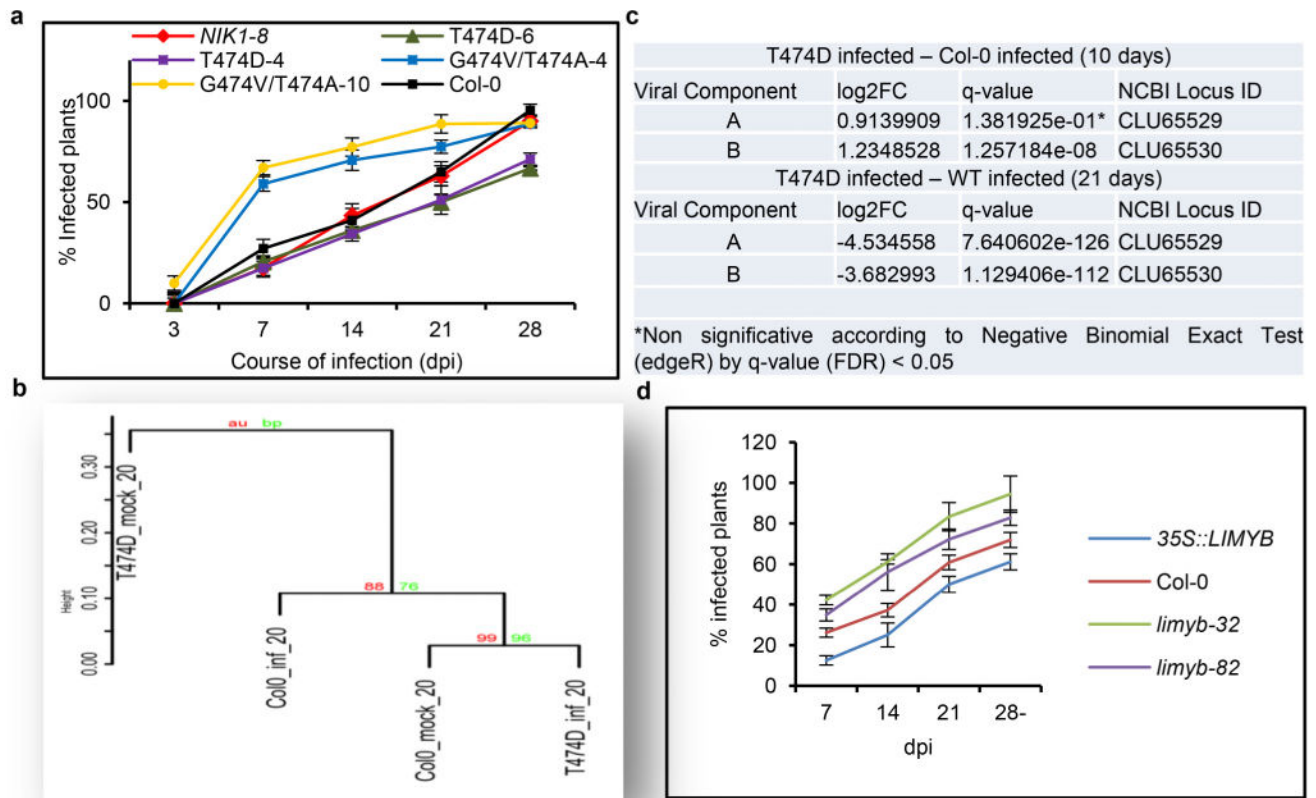 a
NIK1-8
T474D-6
T474D-4
G474V/T474A-4
G474V/T474A-10
Col-0
% Infected plants
100
50
0
3 7 14 21 28
Course of infection (dpi)
c
T474D infected – Col-0 infected (10 days)
Viral Component log2FC q-value NCBI Locus ID
A 0.9139909 1.381925e-01* CLU65529
B 1.2348528 1.257184e-08 CLU65530
T474D infected – WT infected (21 days)
Viral Component log2FC q-value NCBI Locus ID
A -4.534558 7.640602e-126 CLU65529
B -3.682993 1.129406e-112 CLU65530
*Non significative according to Negative Binomial Exact Test
(edgeR) by q-value (FDR) < 0.05
b
au bp
Height
0.30
0.20
0.10
0.00
T474D_mock_20
88 76
Col0_inf_20
99 96
Col0_mock_20
T474D_inf_20
d
% infected plants
120
100
80
60
40
20
0
7 14 21 28-
dpi
35S::LIMYB
Col-0
limyb-32
limyb-82